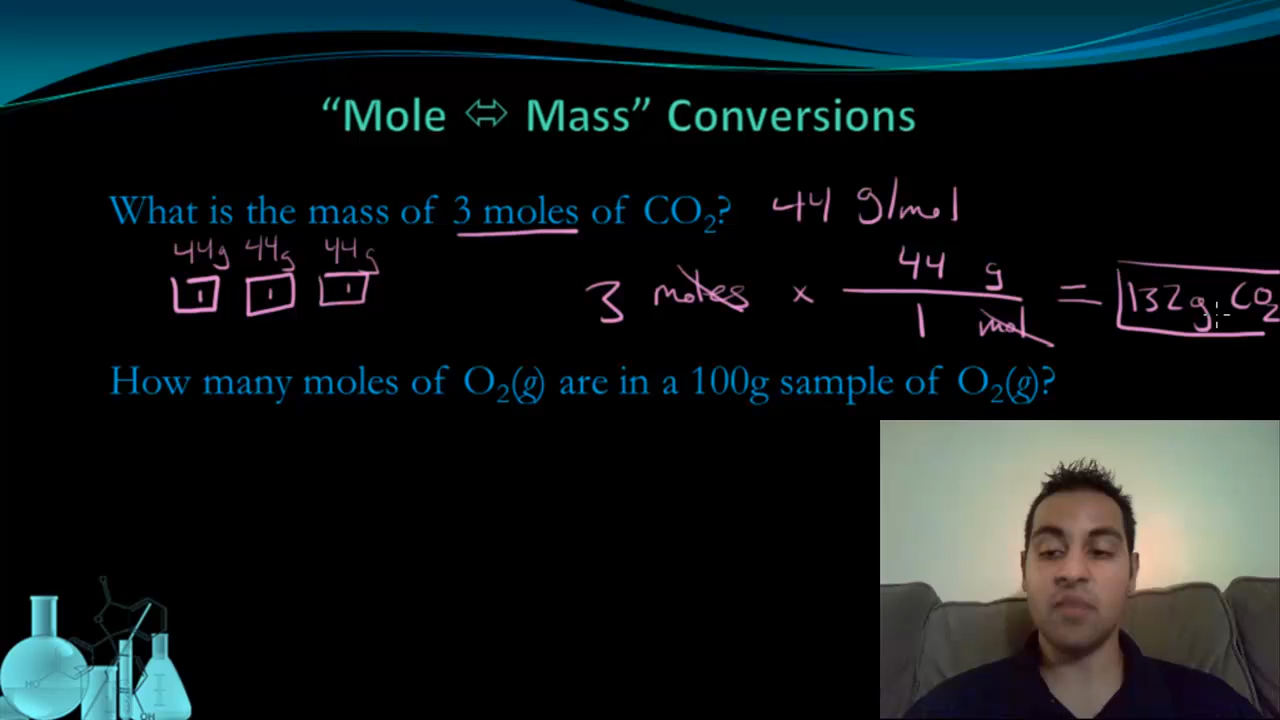 “Mole ⇔ Mass” Conversions
What is the mass of 3 moles of CO₂? 44 g/mol
44g 44g 44g
1 1 1
3 moles x 44 g / 1 mol = 132g CO₂
How many moles of O₂(g) are in a 100g sample of O₂(g)?
HO
OH